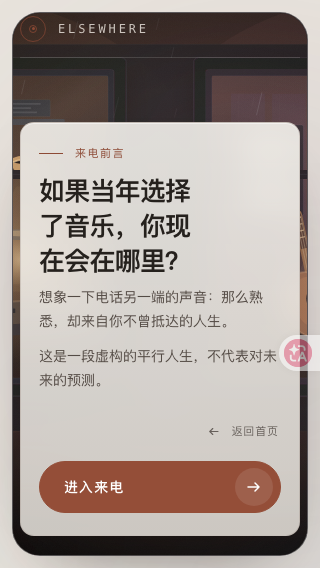 ELSEWHERE
来电前言
如果当年选择
了音乐，你现
在会在哪里？
想象一下电话另一端的声音：那么熟
悉，却来自你不曾抵达的人生。
这是一段虚构的平行人生，不代表对未
来的预测。
← 返回首页
进入来电 →